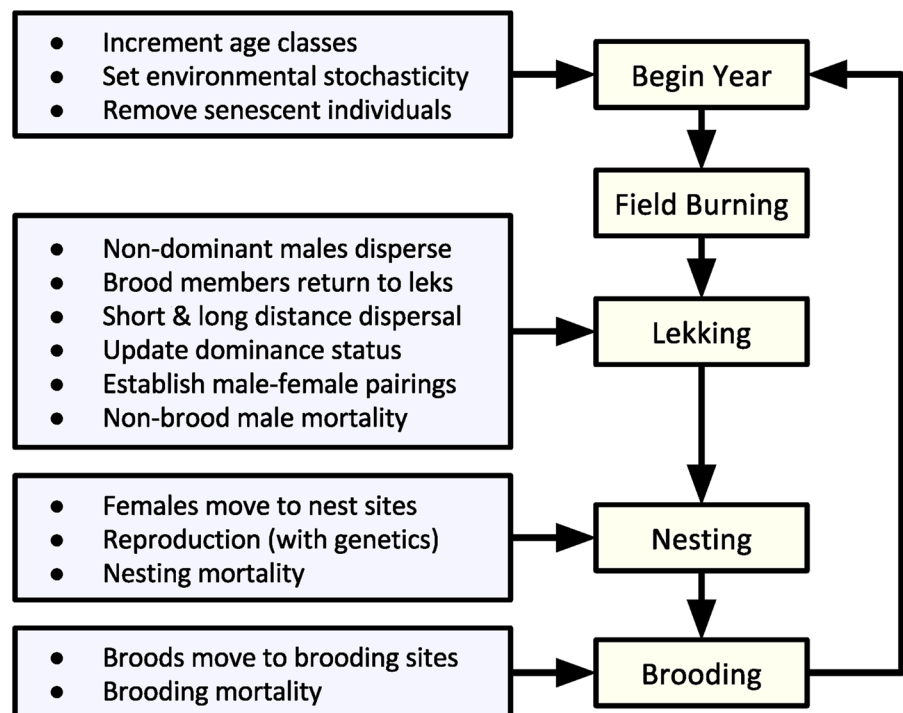 ● Increment age classes
● Set environmental stochasticity
● Remove senescent individuals
Begin Year
Field Burning
● Non-dominant males disperse
● Brood members return to leks
● Short & long distance dispersal
● Update dominance status
● Establish male-female pairings
● Non-brood male mortality
Lekking
● Females move to nest sites
● Reproduction (with genetics)
● Nesting mortality
Nesting
● Broods move to brooding sites
● Brooding mortality
Brooding